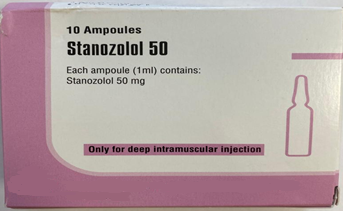 10 Ampoules
Stanozolol 50
Each ampoule (1ml) contains:
Stanozolol 50 mg
Only for deep intramuscular injection